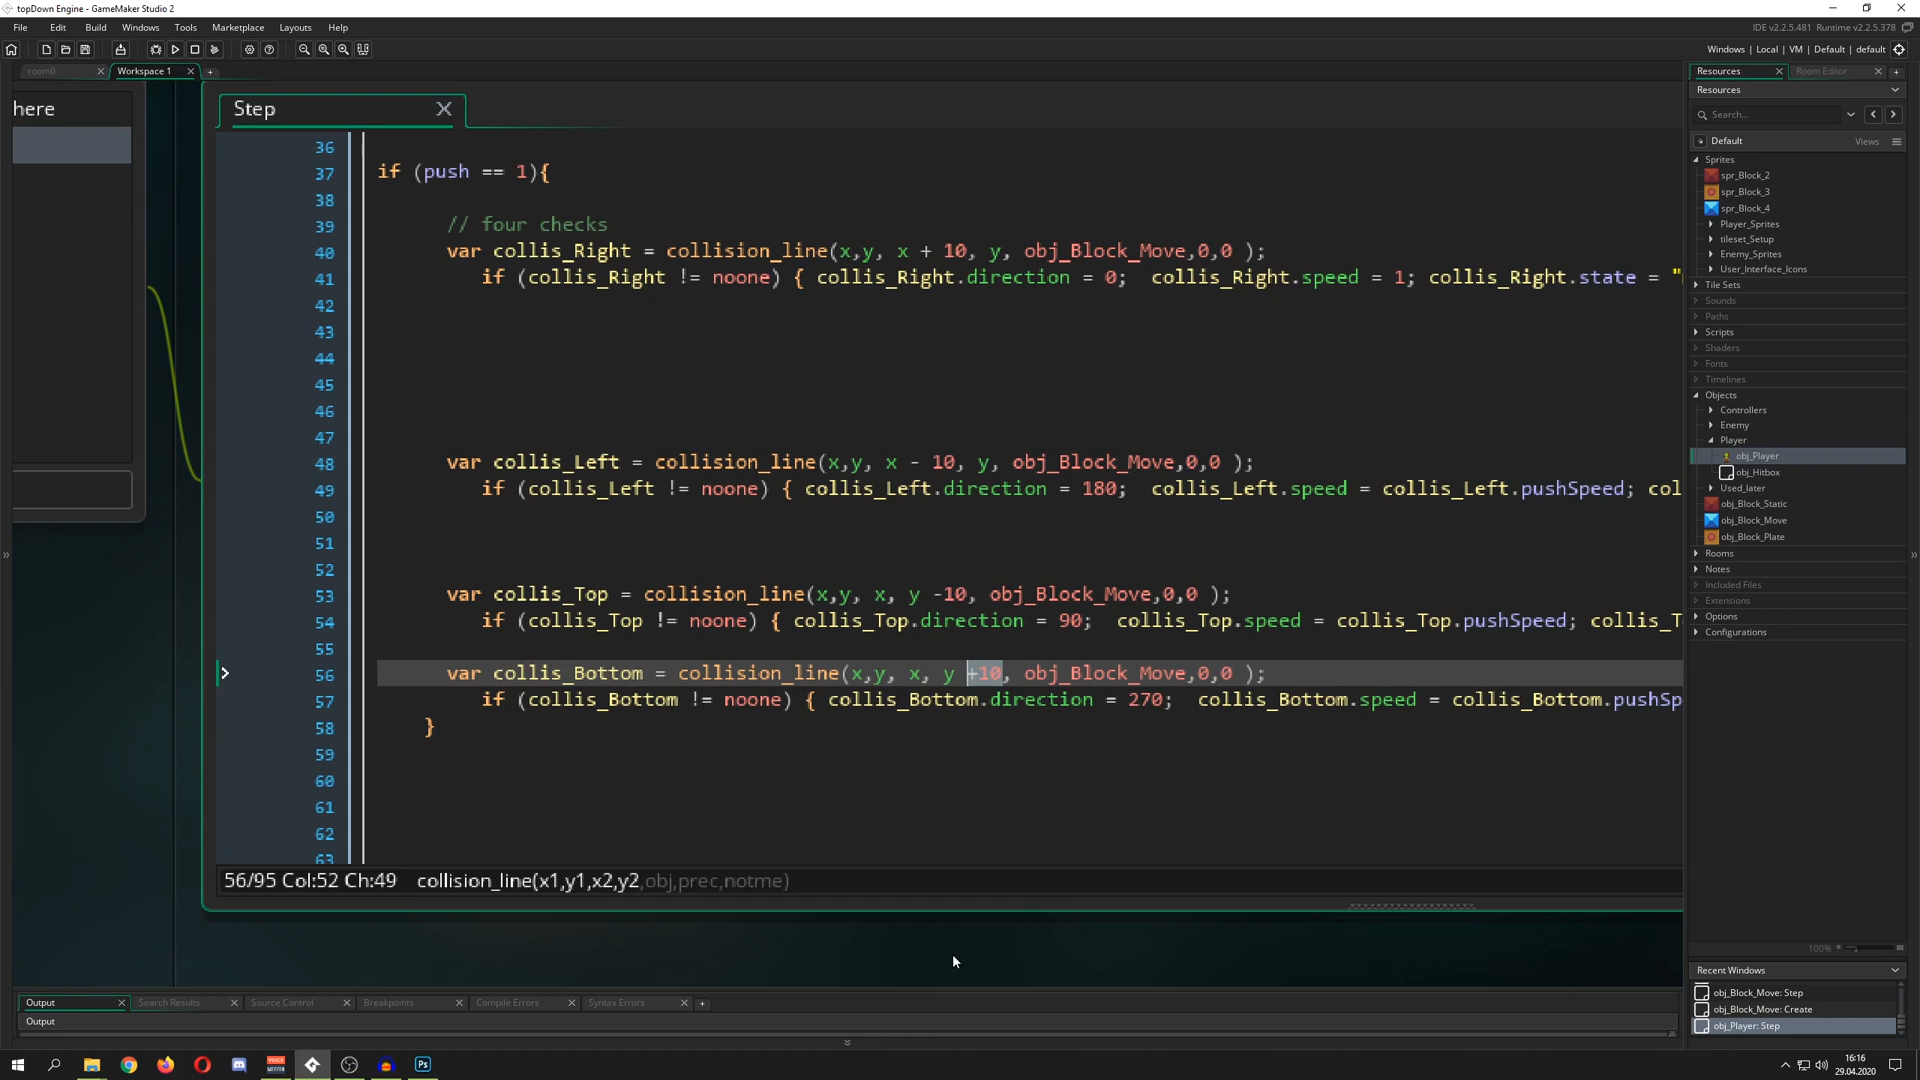 topDown Engine - GameMaker Studio 2
File Edit Build Windows Tools Marketplace Layouts Help
IDE v2.2.5.481 Runtime v2.2.5.378
Windows | Local | VM | Default | default
room0
Workspace 1
here
Step
36
37 if (push == 1){
38
39 // four checks
40 var collis_Right = collision_line(x,y, x + 10, y, obj_Block_Move,0,0 );
41 if (collis_Right != noone) { collis_Right.direction = 0; collis_Right.speed = 1; collis_Right.state = "
42
43
44
45
46
47
48 var collis_Left = collision_line(x,y, x - 10, y, obj_Block_Move,0,0 );
49 if (collis_Left != noone) { collis_Left.direction = 180; collis_Left.speed = collis_Left.pushSpeed; col
50
51
52
53 var collis_Top = collision_line(x,y, x, y -10, obj_Block_Move,0,0 );
54 if (collis_Top != noone) { collis_Top.direction = 90; collis_Top.speed = collis_Top.pushSpeed; collis_T
55
56 var collis_Bottom = collision_line(x,y, x, y +10, obj_Block_Move,0,0 );
57 if (collis_Bottom != noone) { collis_Bottom.direction = 270; collis_Bottom.speed = collis_Bottom.pushSp
58 }
59
60
61
62
63
56/95 Col:52 Ch:49 collision_line(x1,y1,x2,y2,obj,prec,notme)
Resources
Room Editor
Resources
Search...
Default
Views
Sprites
spr_Block_2
spr_Block_3
spr_Block_4
Player_Sprites
tileset_Setup
Enemy_Sprites
User_Interface_Icons
Tile Sets
Sounds
Paths
Scripts
Shaders
Fonts
Timelines
Objects
Controllers
Enemy
Player
obj_Player
obj_Hitbox
Used_later
obj_Block_Static
obj_Block_Move
obj_Block_Plate
Rooms
Notes
Included Files
Extensions
Options
Configurations
100%
Recent Windows
obj_Block_Move: Step
obj_Block_Move: Create
obj_Player: Step
Output
Search Results
Source Control
Breakpoints
Compile Errors
Syntax Errors
Output
Ps
16:16
29.04.2020